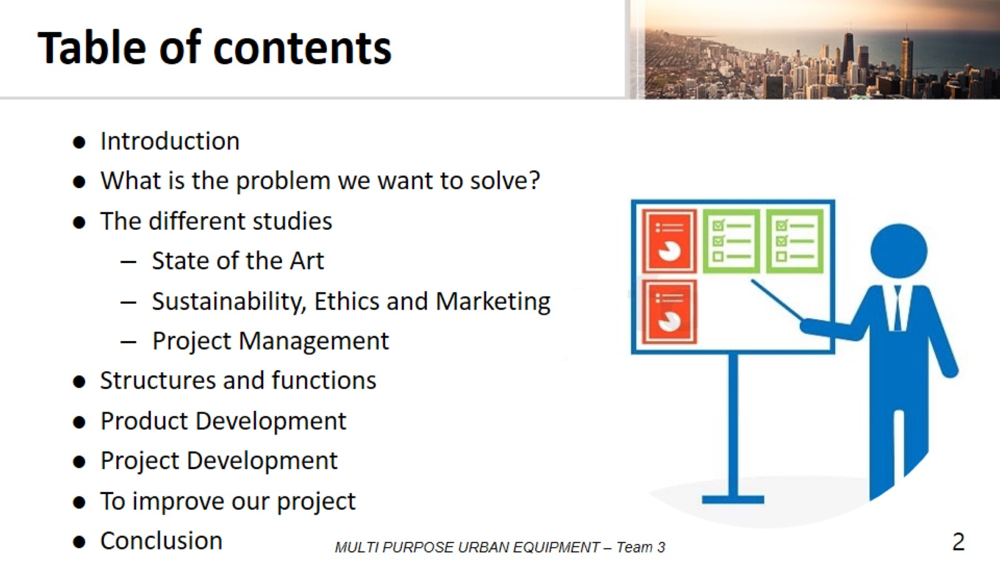 Table of contents
● Introduction
● What is the problem we want to solve?
● The different studies
– State of the Art
– Sustainability, Ethics and Marketing
– Project Management
● Structures and functions
● Product Development
● Project Development
● To improve our project
● Conclusion
MULTI PURPOSE URBAN EQUIPMENT – Team 3
2